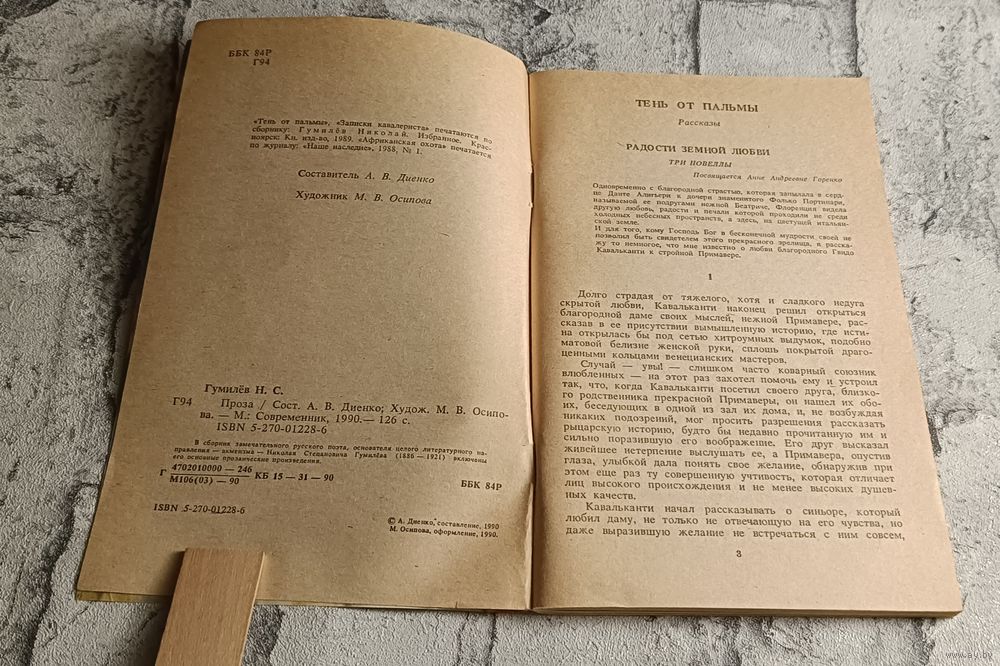 ББК 84Р
Г94
«Тень от пальмы», «Записки кавалериста» печатаются по
сборнику: Гумилёв Николай. Избранное. Крас-
ноярск: Кн. изд-во, 1989. «Африканская охота» печатается
по журналу: «Наше наследие», 1988, № 1.
Составитель А. В. Диенко
Художник М. В. Осипова
Гумилёв Н. С.
Г94 Проза / Сост. А. В. Диенко; Худож. М. В. Осипо-
ва. — М.: Современник, 1990.— 126 с.
ISBN 5-270-01228-6
В сборник замечательного русского поэта, основателя целого литературного на-
правления — акмеизма — Николая Степановича Гумилёва (1886—1921) включены
его основные прозаические произведения.
Г 4702010000 — 246
М106(03) — 90 КБ 15 — 31 — 90
ББК 84Р
ISBN 5-270-01228-6
© А. Диенко, составление, 1990
М. Осипова, оформление, 1990.
ТЕНЬ ОТ ПАЛЬМЫ
Рассказы
РАДОСТИ ЗЕМНОЙ ЛЮБВИ
ТРИ НОВЕЛЛЫ
Посвящается Анне Андреевне Горенко
Одновременно с благородной страстью, которая запылала в серд-
це Данте Алигьери к дочери знаменитого Фолько Портинари,
называемой ее подругами нежной Беатриче, Флоренция видела
другую любовь, радости и печали которой проходили не среди
холодных небесных пространств, а здесь, на цветущей итальян-
ской земле.
И для того, кому Господь Бог в бесконечной мудрости своей не
позволил быть свидетелем этого прекрасного зрелища, я расска-
жу то немногое, что мне известно о любви благородного Гвидо
Кавальканти к стройной Примавере.
1
Долго страдая от тяжелого, хотя и сладкого недуга
скрытой любви, Кавальканти наконец решил открыться
благородной даме своих мыслей, нежной Примавере, рас-
сказав в ее присутствии вымышленную историю, где исти-
на открылась бы под сетью хитроумных выдумок, подобно
матовой белизне женской руки, сплошь покрытой драго-
ценными кольцами венецианских мастеров.
Случай — увы! — слишком часто коварный союзник
влюбленных — на этот раз захотел помочь ему и устроил
так, что, когда Кавальканти посетил своего друга, близко-
го родственника прекрасной Примаверы, он нашел их обо-
их, беседующих в одной из зал их дома, и, не возбуждая
никаких подозрений, мог просить разрешения рассказать
рыцарскую историю, будто бы недавно прочитанную им и
сильно поразившую его воображение. Его друг высказал
живейшее нетерпение выслушать ее, а Примавера, опустив
глаза, улыбкой дала понять свое желание, обнаружив при
этом еще раз ту совершенную учтивость, которая отличает
лиц высокого происхождения и не менее высоких душев-
ных качеств.
Кавальканти начал рассказывать о синьоре, который
любил даму, не только не отвечающую на его чувства, но
даже выразившую желание не встречаться с ним совсем,
3
www.ay.by